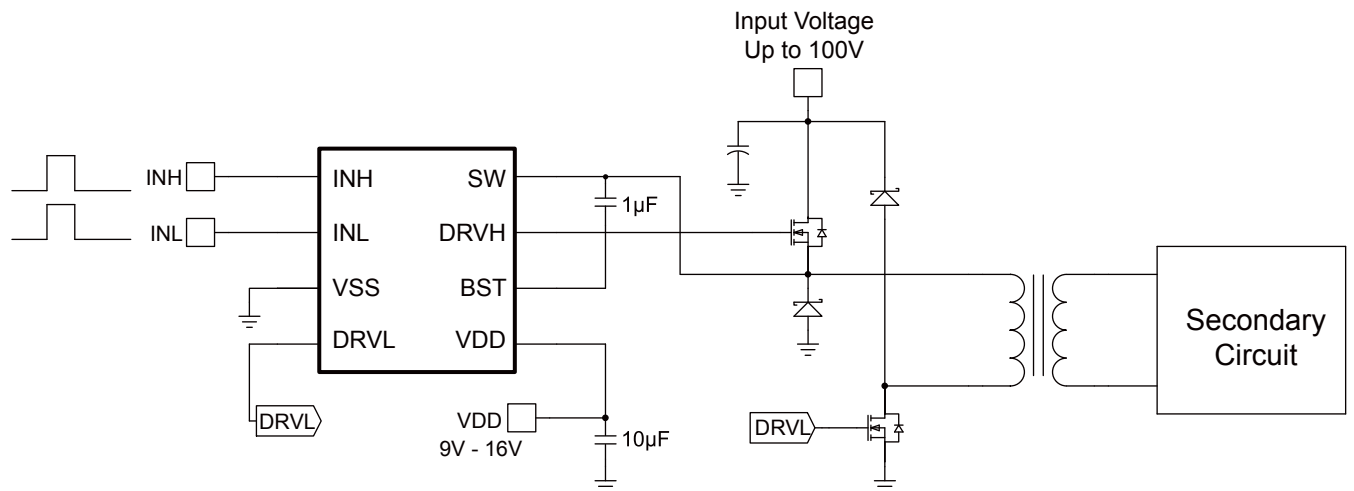 Input Voltage
Up to 100V
INH
INH
SW
1µF
INL
INL
DRVH
VSS
BST
DRVL
VDD
DRVL
VDD
9V - 16V
10µF
DRVL
Secondary
Circuit